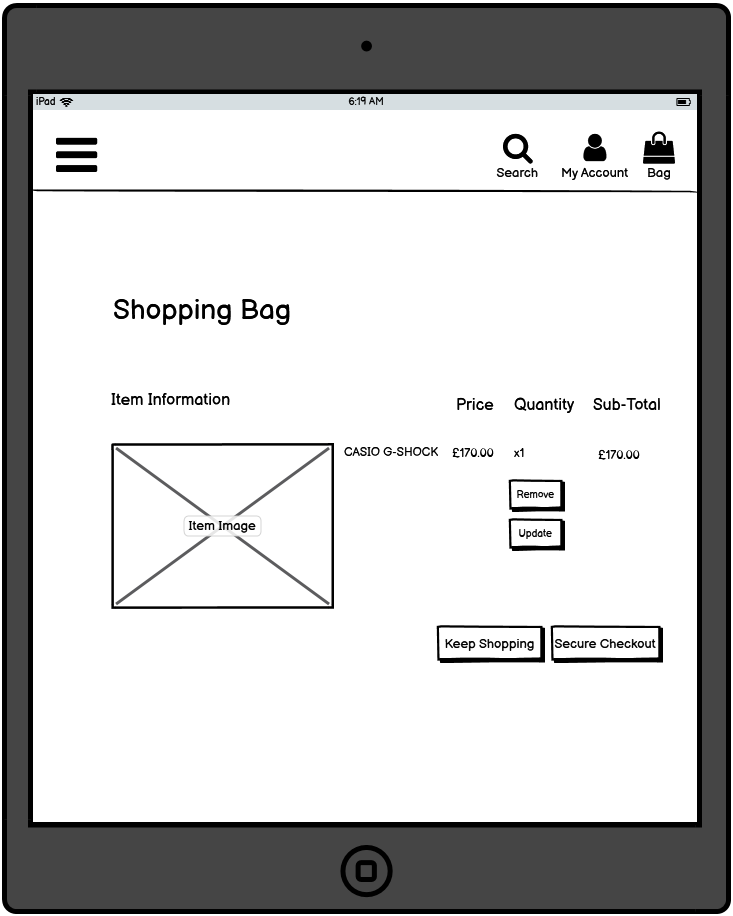 iPad 6:19 AM
Search My Account Bag
Shopping Bag
Item Information Price Quantity Sub-Total
CASIO G-SHOCK £170.00 x1 £170.00
Remove
Item Image
Update
Keep Shopping Secure Checkout